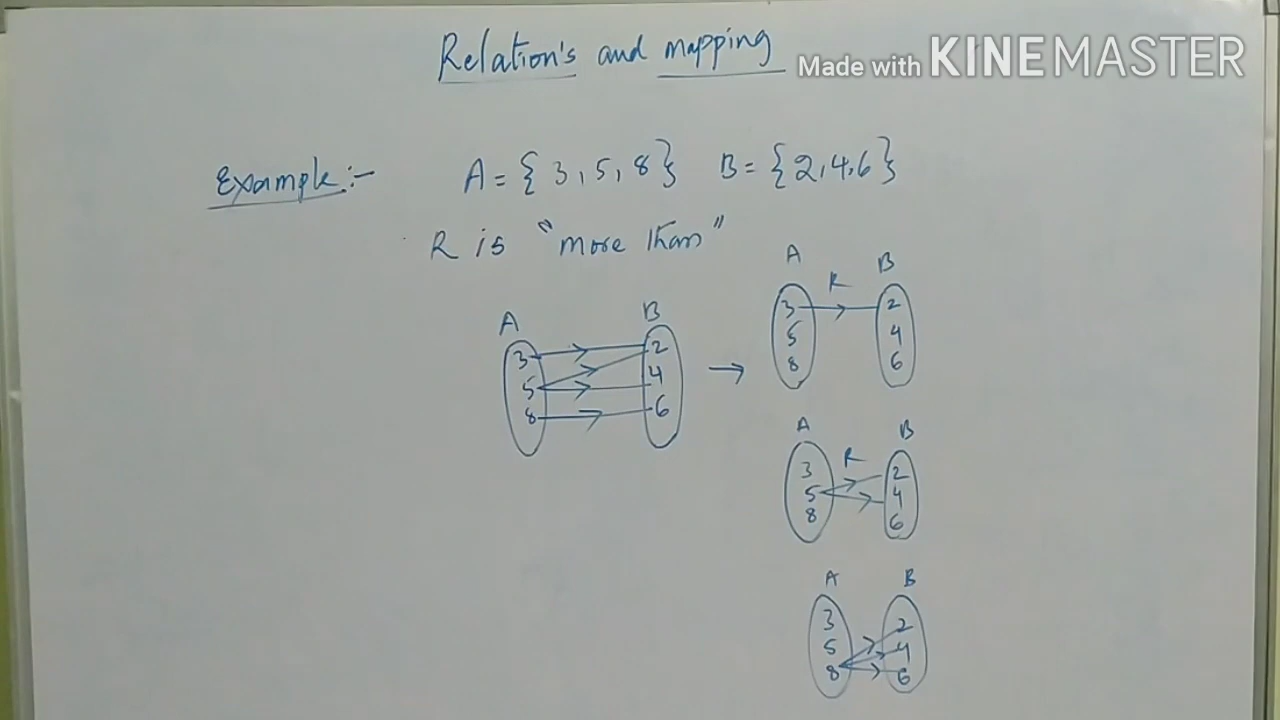 Relation's and mapping
Made with KINEMASTER
Example:- A = { 3, 5, 8 } B = { 2, 4, 6 }
R is "more than"
A B
3 2
5 4
8 6
→
A R B
3 2
5 4
8 6
A R B
3 2
5 4
8 6
A B
3 2
5 4
8 6